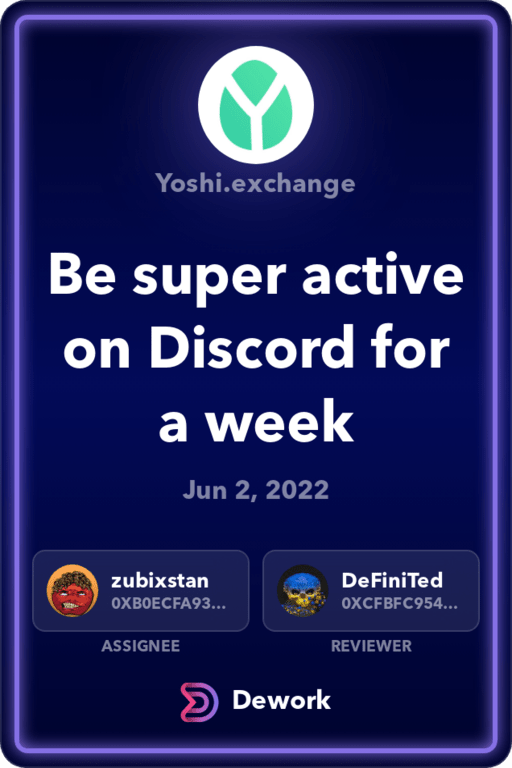 Yoshi.exchange
Be super active
on Discord for
a week
Jun 2, 2022
zubixstan
0XB0ECFA93...
ASSIGNEE
DeFiniTed
0XCFBFC954...
REVIEWER
Dework